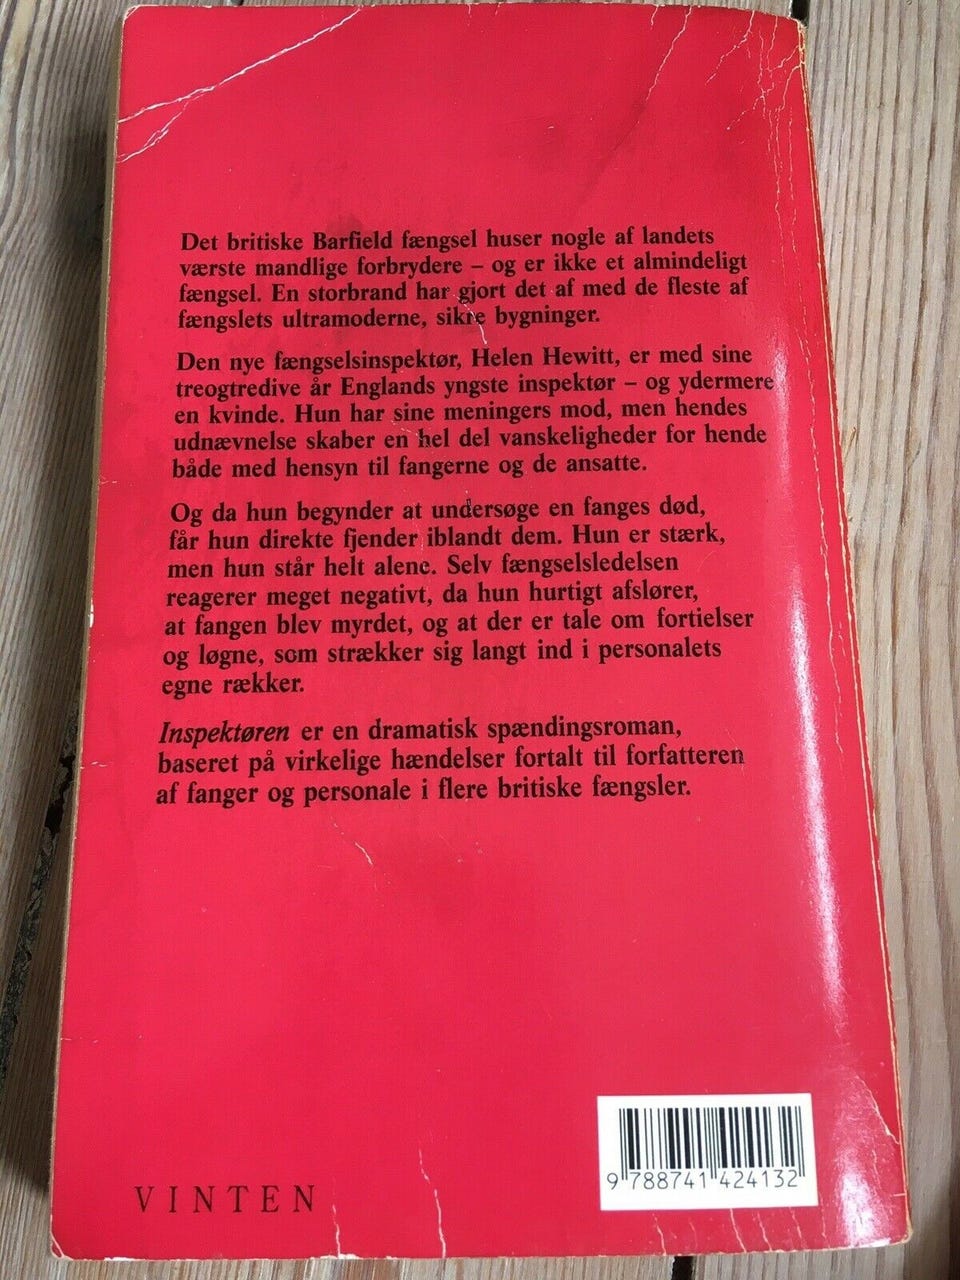 Det britiske Barfield fængsel huser nogle af landets
værste mandlige forbrydere – og er ikke et almindeligt
fængsel. En storbrand har gjort det af med de fleste af
fængslets ultramoderne, sikre bygninger.
Den nye fængselsinspektør, Helen Hewitt, er med sine
treogtredive år Englands yngste inspektør – og ydermere
en kvinde. Hun har sine meningers mod, men hendes
udnævnelse skaber en hel del vanskeligheder for hende
både med hensyn til fangerne og de ansatte.
Og da hun begynder at undersøge en fanges død,
får hun direkte fjender iblandt dem. Hun er stærk,
men hun står helt alene. Selv fængselsledelsen
reagerer meget negativt, da hun hurtigt afslører,
at fangen blev myrdet, og at der er tale om fortielser
og løgne, som strækker sig langt ind i personalets
egne rækker.
Inspektøren er en dramatisk spændingsroman,
baseret på virkelige hændelser fortalt til forfatteren
af fanger og personale i flere britiske fængsler.
9 788741 424132
VINTEN